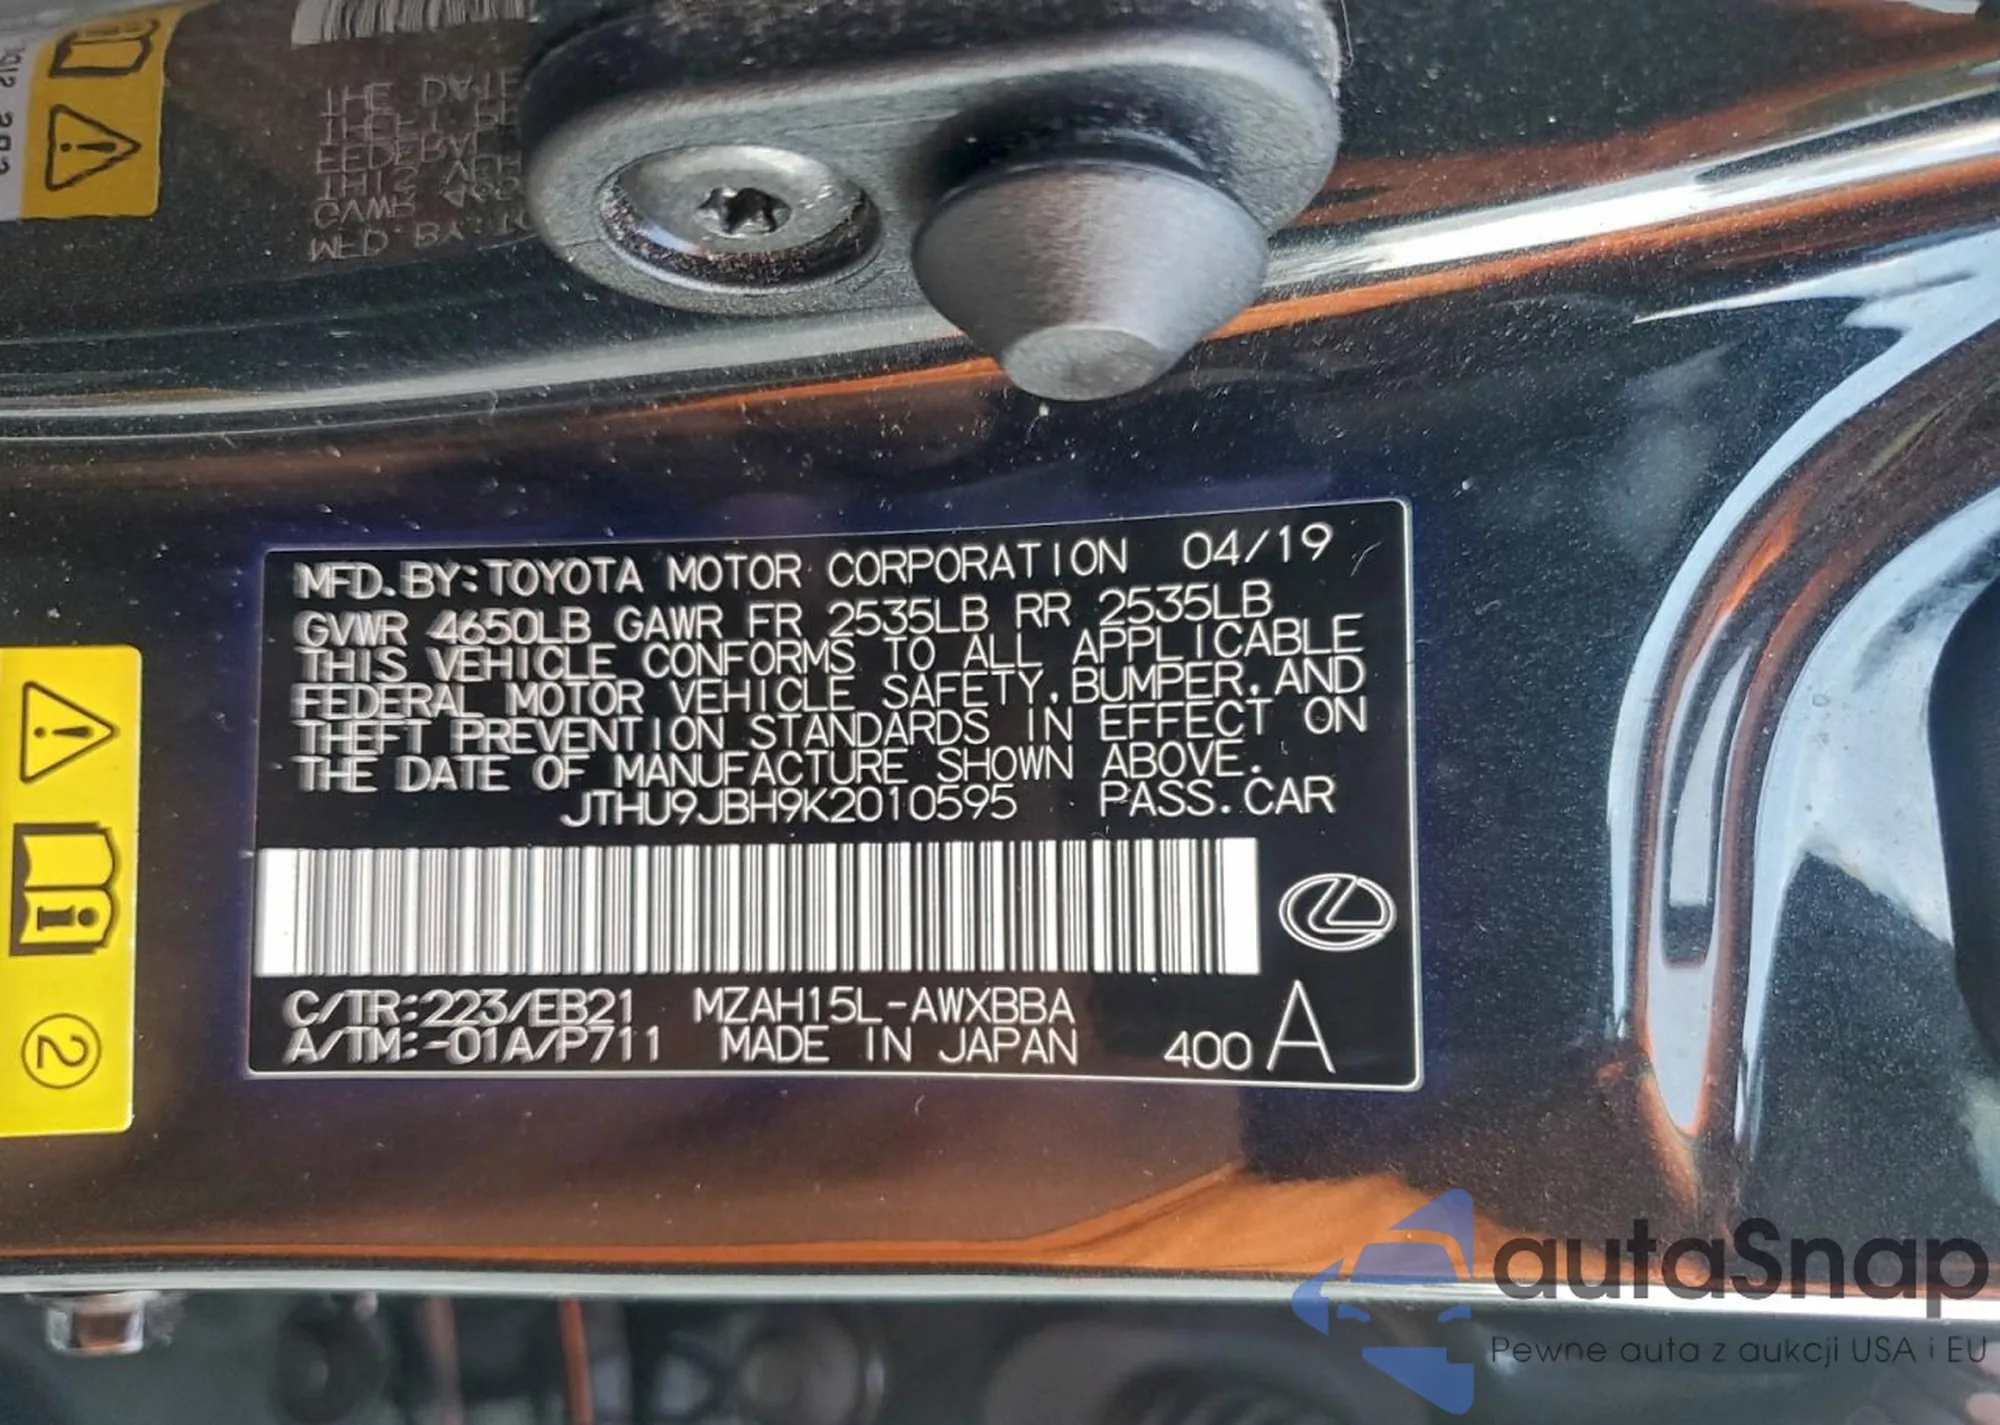 MFD.BY:TOYOTA MOTOR CORPORATION 04/19
GVWR 4650LB GAWR FR 2535LB RR 2535LB
THIS VEHICLE CONFORMS TO ALL APPLICABLE
FEDERAL MOTOR VEHICLE SAFETY,BUMPER,AND
THEFT PREVENTION STANDARDS IN EFFECT ON
THE DATE OF MANUFACTURE SHOWN ABOVE.
JTHU9JBH9K2010595 PASS.CAR
C/TR:223/EB21 MZAH15L-AWXBBA
A/TM:-01A/P711 MADE IN JAPAN 400 A
2
autaSnap
Pewne auta z aukcji USA i EU